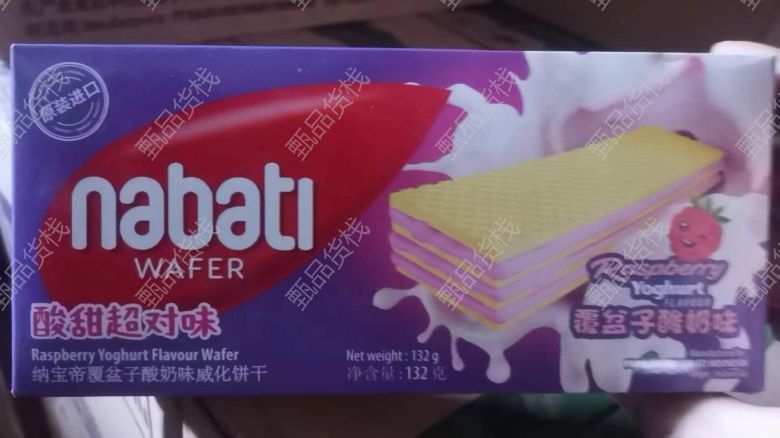 原装进口
nabati
WAFER
酸甜超对味
Raspberry Yoghurt Flavour Wafer
纳宝帝覆盆子酸奶味威化饼干
Net weight : 132 g
净含量 : 132 克
Raspberry
Yoghurt
FLAVOUR
覆盆子酸奶味
甄品货栈